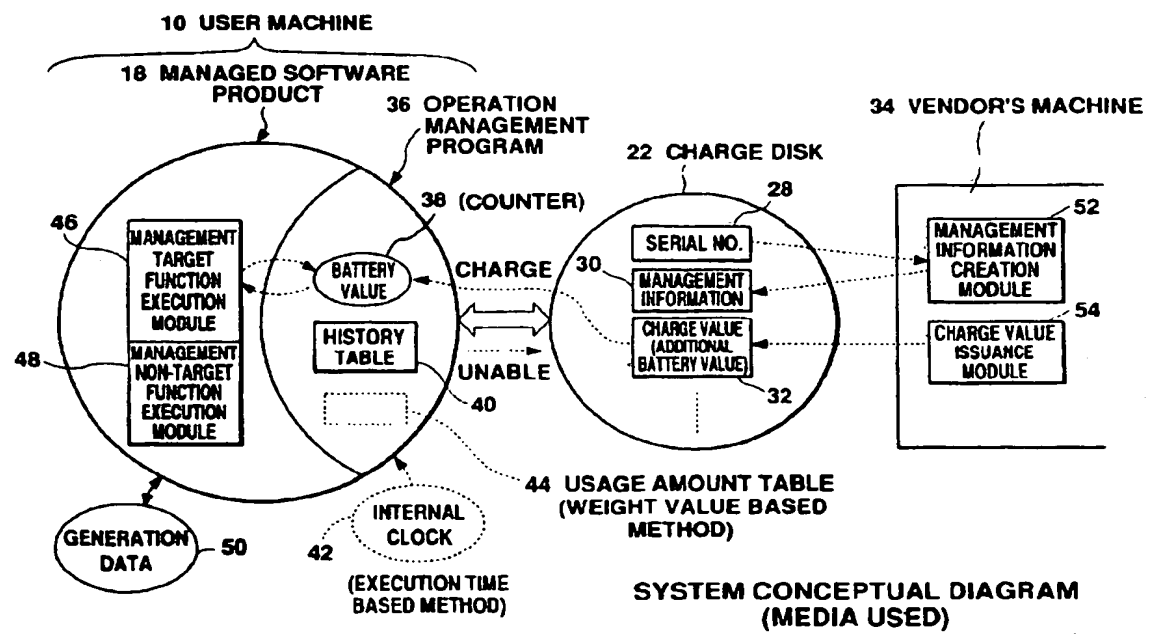 10 USER MACHINE
18 MANAGED SOFTWARE
PRODUCT
36 OPERATION
MANAGEMENT
PROGRAM
34 VENDOR'S MACHINE
22 CHARGE DISK
38 (COUNTER)
28
52
46
MANAGEMENT
TARGET
FUNCTION
EXECUTION
MODULE
BATTERY
VALUE
CHARGE
SERIAL NO.
30
MANAGEMENT
INFORMATION
MANAGEMENT
INFORMATION
CREATION
MODULE
54
CHARGE VALUE
(ADDITIONAL
BATTERY VALUE)
CHARGE VALUE
ISSUANCE
MODULE
48
MANAGEMENT
NON-TARGET
FUNCTION
EXECUTION
MODULE
HISTORY
TABLE
UNABLE
40
32
44 USAGE AMOUNT TABLE
(WEIGHT VALUE BASED
METHOD)
GENERATION
DATA
50
42
INTERNAL
CLOCK
(EXECUTION TIME
BASED METHOD)
SYSTEM CONCEPTUAL DIAGRAM
(MEDIA USED)